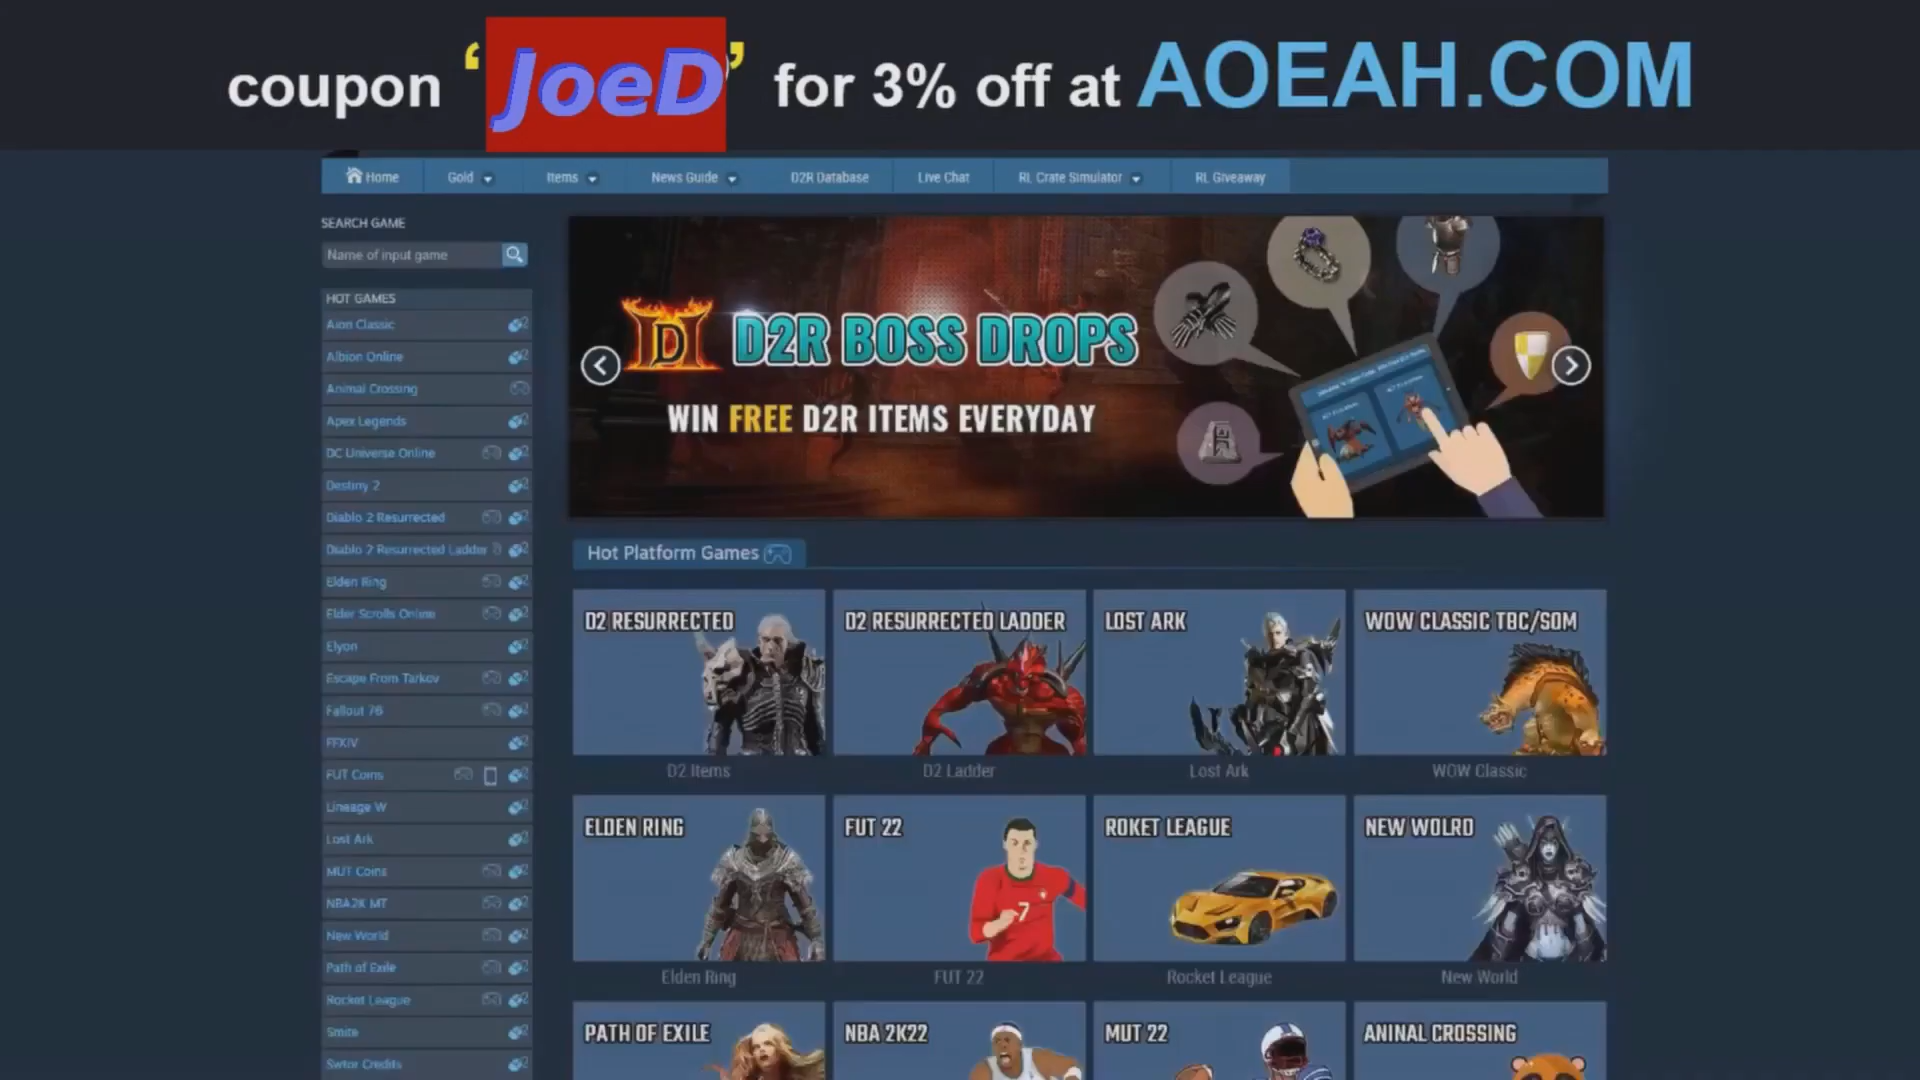 coupon ‘JoeD’ for 3% off at AOEAH.COM
Home Gold Items News Guide D2R Database Live Chat RL Crate Simulator RL Giveaway
SEARCH GAME
Name of input game
HOT GAMES
Aion Classic
Albion Online
Animal Crossing
Apex Legends
DC Universe Online
Destiny 2
Diablo 2 Resurrected
Diablo 2 Resurrected Ladder
Elden Ring
Elder Scrolls Online
Elyon
Escape From Tarkov
Fallout 76
FFXIV
FUT Coins
Lineage W
Lost Ark
MUT Coins
NBA2K MT
New World
Path of Exile
Rocket League
Smite
Swtor Credits
D2R BOSS DROPS
WIN FREE D2R ITEMS EVERYDAY
Hot Platform Games
D2 RESURRECTED D2 RESURRECTED LADDER LOST ARK WOW CLASSIC TBC/SOM
D2 Items D2 Ladder Lost Ark WOW Classic
ELDEN RING FUT 22 ROKET LEAGUE NEW WOLRD
7
Elden Ring FUT 22 Rocket League New World
PATH OF EXILE NBA 2K22 MUT 22 ANINAL CROSSING